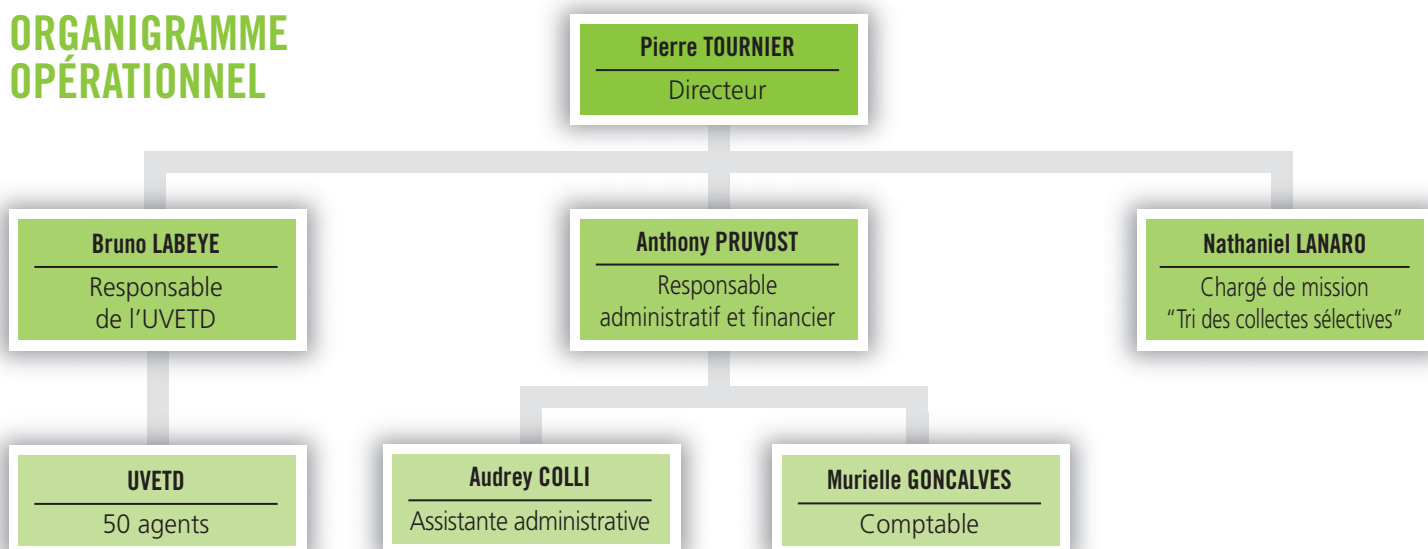 ORGANIGRAMME
OPÉRATIONNEL
Pierre TOURNIER
Directeur
Bruno LABEYE
Responsable
de l’UVETD
Anthony PRUVOST
Responsable
administratif et financier
Nathaniel LANARO
Chargé de mission
“Tri des collectes sélectives”
UVETD
50 agents
Audrey COLLI
Assistante administrative
Murielle GONCALVES
Comptable